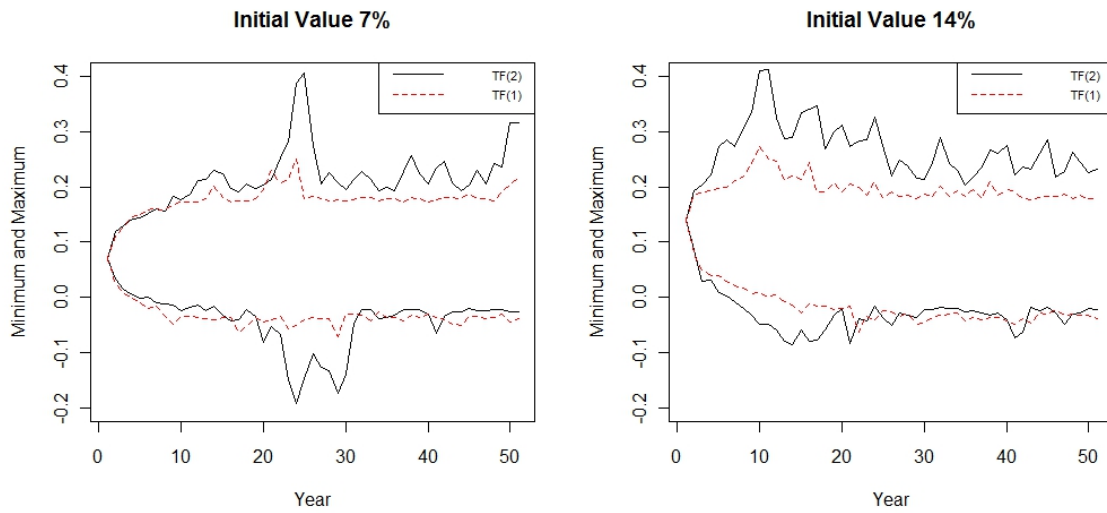 Initial Value 7%
Minimum and Maximum
0.4
0.3
0.2
0.1
0.0
-0.1
-0.2
TF(2)
TF(1)
0 10 20 30 40 50
Year
Initial Value 14%
Minimum and Maximum
0.4
0.3
0.2
0.1
0.0
-0.1
-0.2
TF(2)
TF(1)
0 10 20 30 40 50
Year